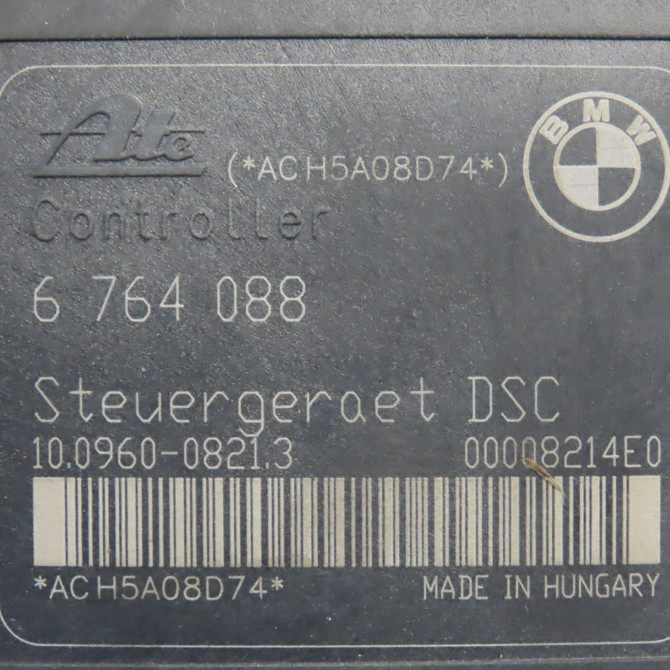 Ate
(*ACH5A08D74*)
BMW
Controller
6 764 088
Steuergeraet DSC
10.0960-0821.3 00008214E0
*ACH5A08D74* MADE IN HUNGARY